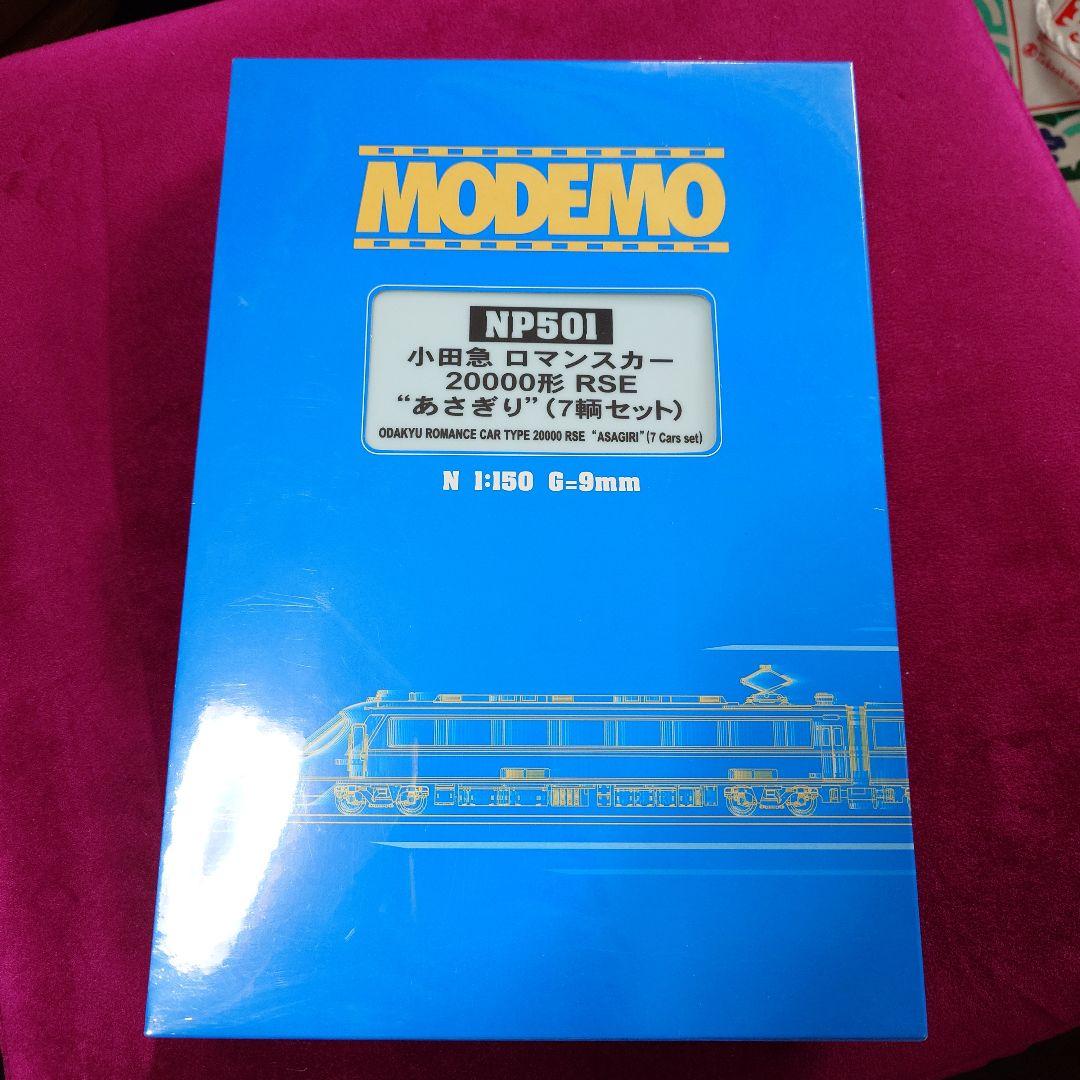 MODEMO
NP501
小田急 ロマンスカー
20000形 RSE
“あさぎり”(7輌セット)
ODAKYU ROMANCE CAR TYPE 20000 RSE “ASAGIRI”(7 Cars set)
N 1:150 G=9mm